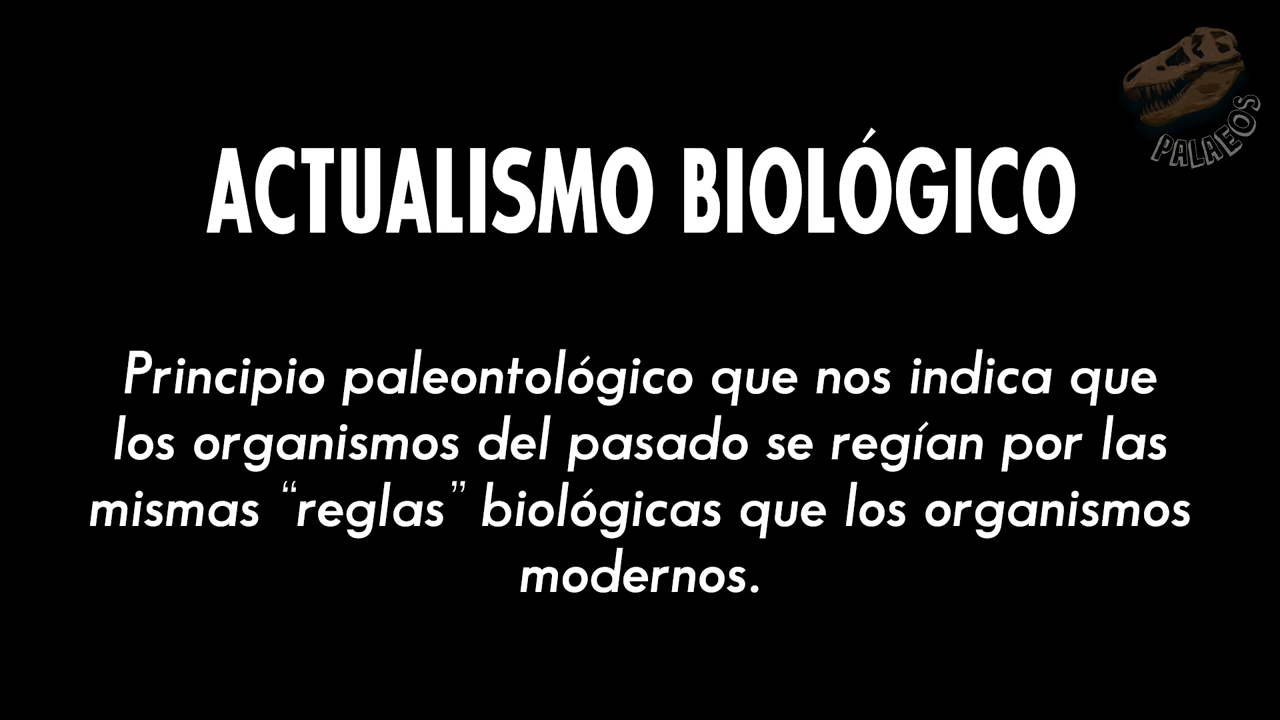 PALAEOS
ACTUALISMO BIOLÓGICO
Principio paleontológico que nos indica que
los organismos del pasado se regían por las
mismas “reglas” biológicas que los organismos
modernos.